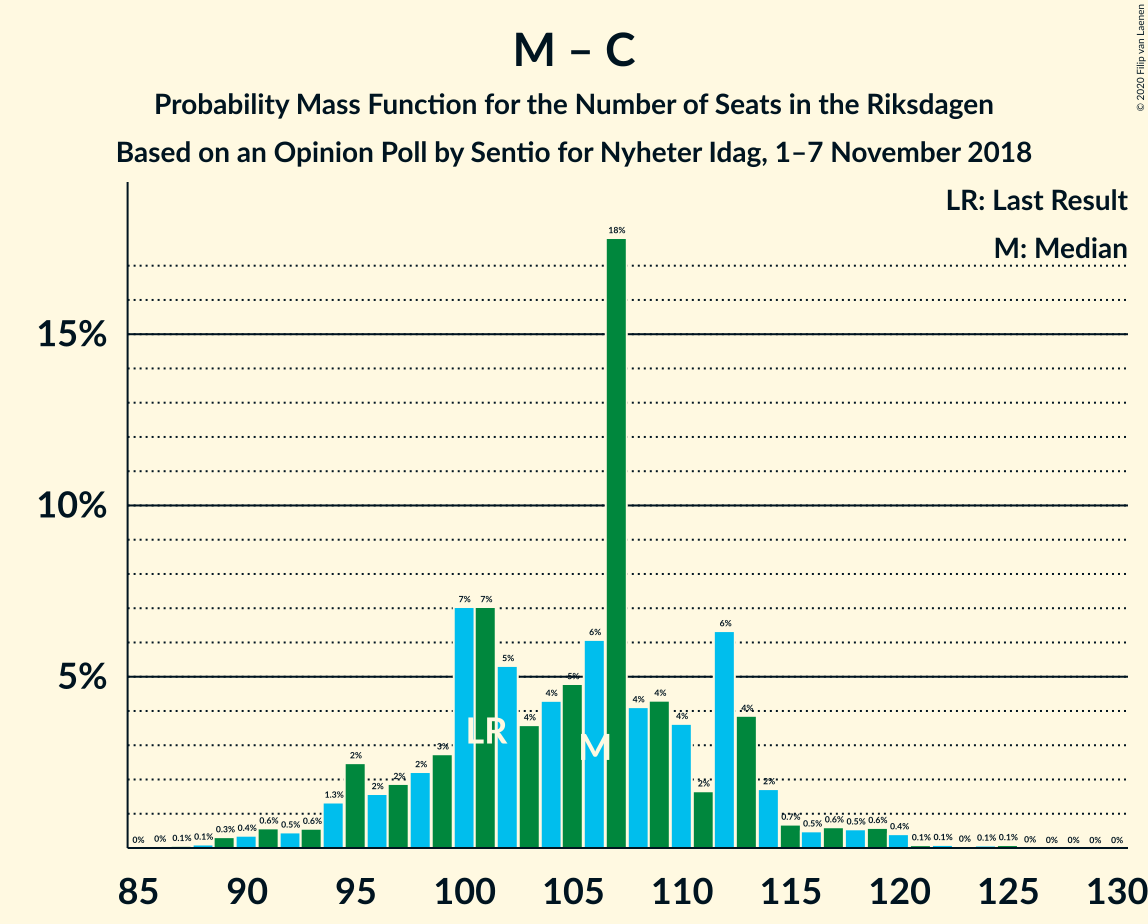 M – C
Probability Mass Function for the Number of Seats in the Riksdagen
Based on an Opinion Poll by Sentio for Nyheter Idag, 1–7 November 2018
© 2020 Filip van Laenen
LR: Last Result
M: Median
15%
10%
5%
0% 0% 0.1% 0.1% 0.3% 0.4% 0.6% 0.5% 0.6% 1.3% 2% 2% 2% 2% 3% 7% 7% 5% 4% 4% 5% 6% 18% 4% 4% 4% 2% 6% 4% 2% 0.7% 0.5% 0.6% 0.5% 0.6% 0.4% 0.1% 0.1% 0% 0.1% 0.1% 0% 0% 0% 0% 0%
LR
M
85 90 95 100 105 110 115 120 125 130